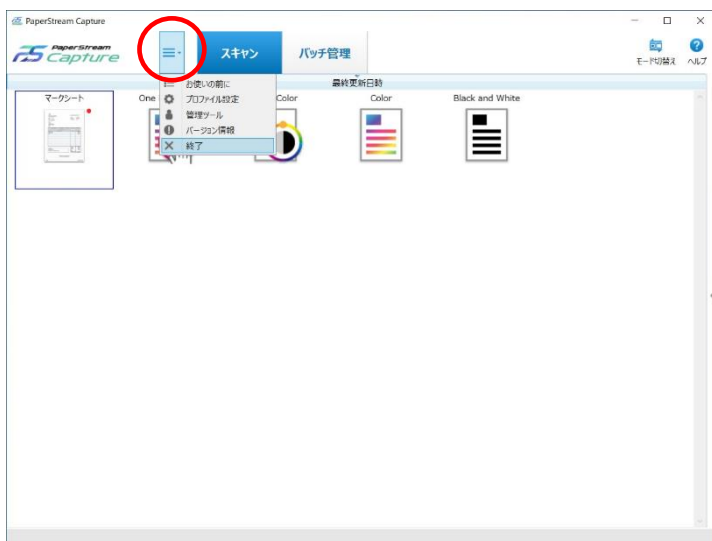 PaperStream Capture
PaperStream
Capture
スキャン
バッチ管理
モード切替え
ヘルプ
最終更新日時
お使いの前に
プロファイル設定
管理ツール
バージョン情報
終了
マークシート
One
Color
Color
Black and White